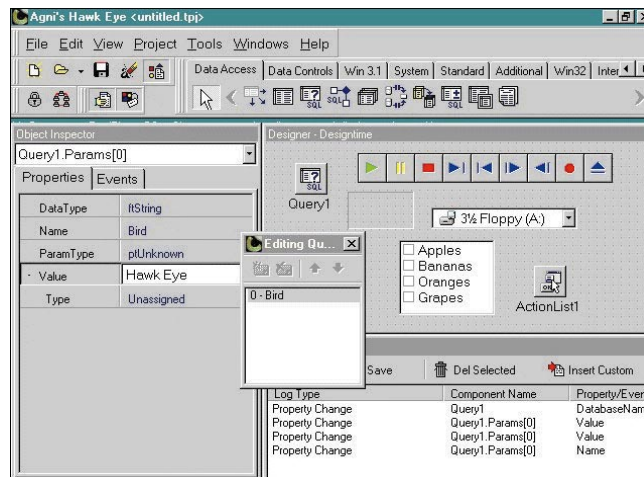 Agni's Hawk Eye <untitled.tpj>
File Edit View Project Tools Windows Help
Data Access Data Controls Win 3.1 System Standard Additional Win32
Object Inspector
Query1.Params[0]
Properties Events
DataType ftString
Name Bird
ParamType ptUnknown
Value Hawk Eye
Type Unassigned
Designer - Designtime
SQL
Query1
3½ Floppy (A:)
Apples
Bananas
Oranges
Grapes
ActionList1
Editing Qu...
0 - Bird
Save Del Selected Insert Custom
Log Type Component Name Property/Even
Property Change Query1 DatabaseNam
Property Change Query1.Params[0] Value
Property Change Query1.Params[0] Value
Property Change Query1.Params[0] Name